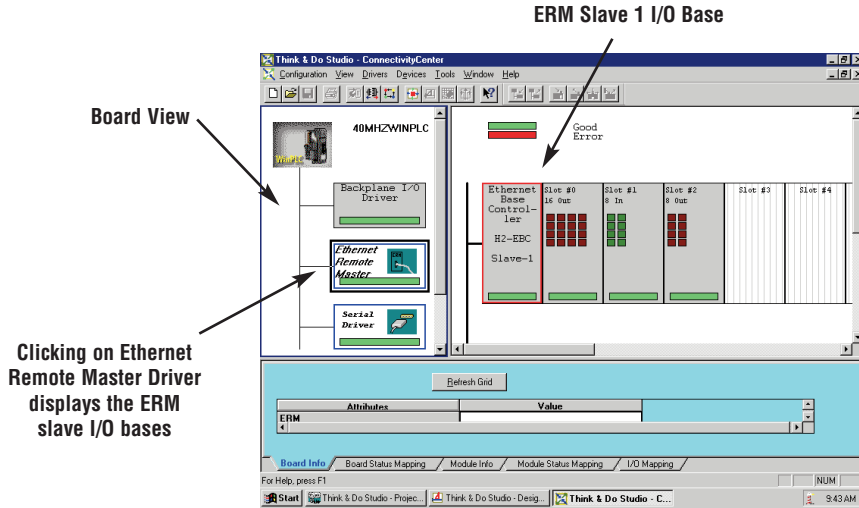 ERM Slave 1 I/O Base
Think & Do Studio - ConnectivityCenter
Configuration View Drivers Devices Tools Window Help
Board View
WinPLC
40MHZWINPLC
Backplane I/O
Driver
Ethernet
Remote
Master
Serial
Driver
Good
Error
Ethernet
Base
Control-
ler
H2-EBC
Slave-1
Slot #0
16 Out
Slot #1
8 In
Slot #2
8 Out
Slot #3
Slot #4
Clicking on Ethernet
Remote Master Driver
displays the ERM
slave I/O bases
Refresh Grid
Attributes Value
ERM
Board Info Board Status Mapping Module Info Module Status Mapping I/O Mapping
For Help, press F1
NUM
Start Think & Do Studio - Projec... Think & Do Studio - Desig... Think & Do Studio - C... 9:43 AM